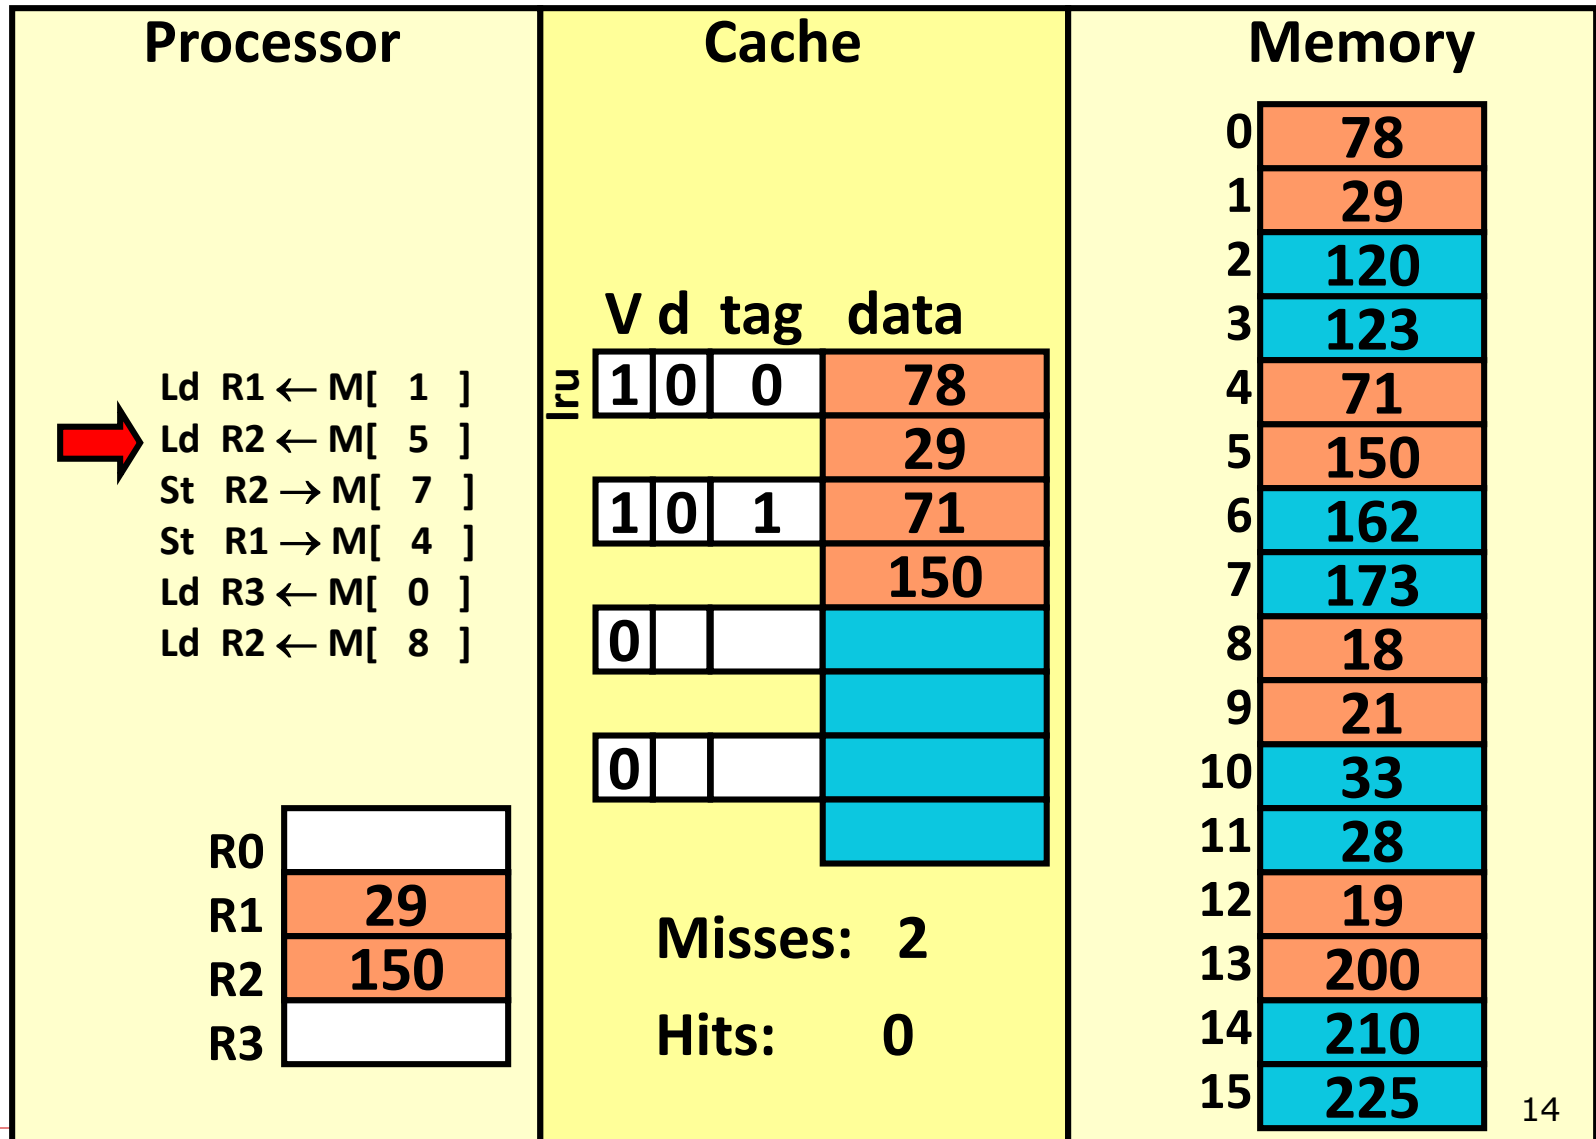 Processor
Ld R1 ← M[ 1 ]
Ld R2 ← M[ 5 ]
St R2 → M[ 7 ]
St R1 → M[ 4 ]
Ld R3 ← M[ 0 ]
Ld R2 ← M[ 8 ]
R0
R1 29
R2 150
R3
Cache
V d tag data
lru 1 0 0 78
29
1 0 1 71
150
0
0
Misses: 2
Hits: 0
Memory
0 78
1 29
2 120
3 123
4 71
5 150
6 162
7 173
8 18
9 21
10 33
11 28
12 19
13 200
14 210
15 225
14